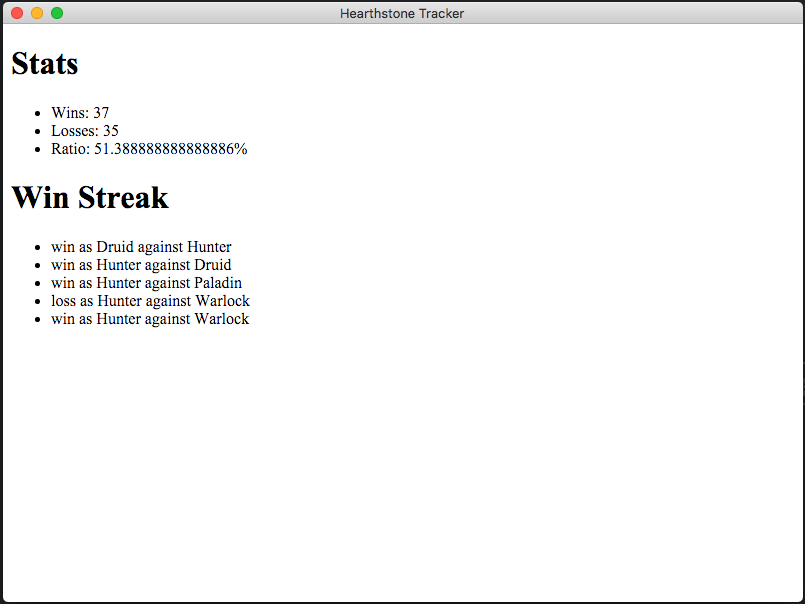 Hearthstone Tracker
Stats
• Wins: 37
• Losses: 35
• Ratio: 51.388888888888886%
Win Streak
• win as Druid against Hunter
• win as Hunter against Druid
• win as Hunter against Paladin
• loss as Hunter against Warlock
• win as Hunter against Warlock